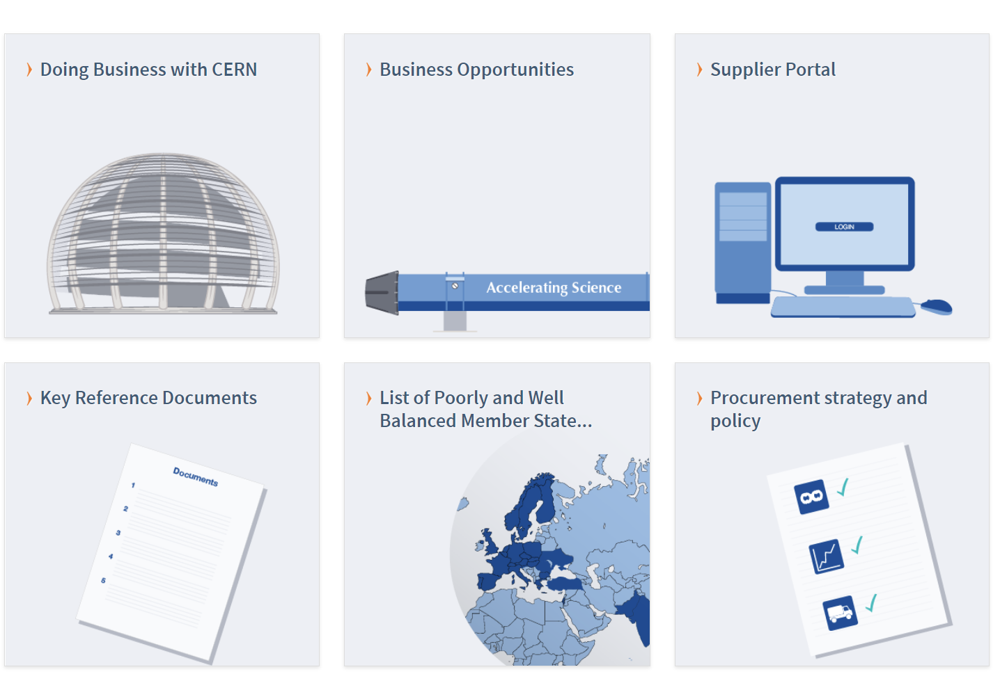 Doing Business with CERN
Business Opportunities
Supplier Portal
LOGIN
Accelerating Science
Key Reference Documents
List of Poorly and Well
Balanced Member State...
Procurement strategy and
policy
Documents
1
2
3
4
5